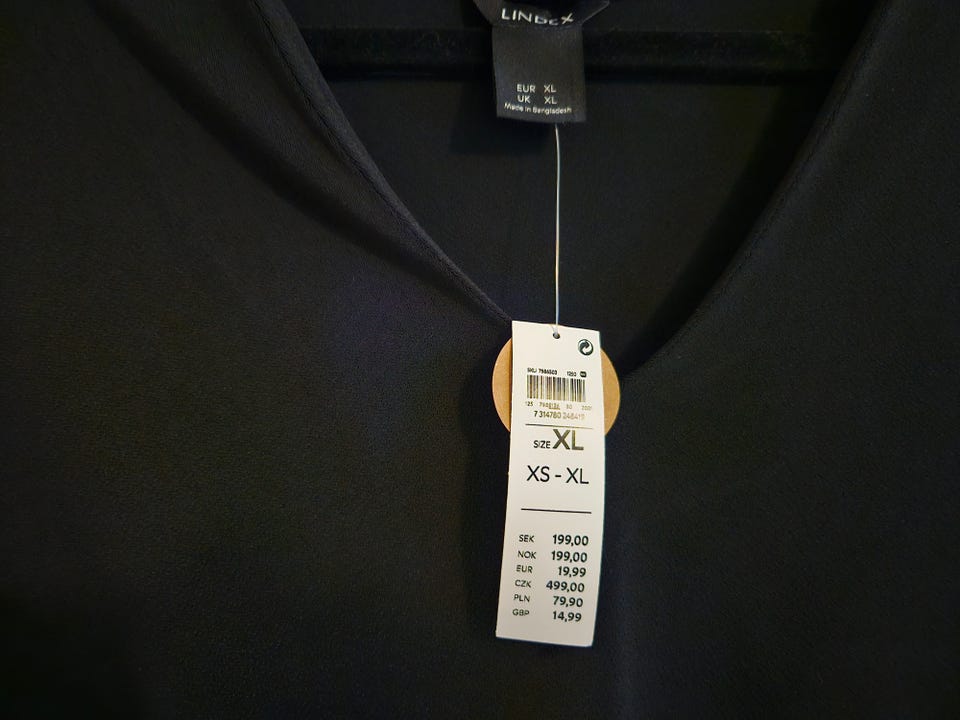 LINDEX
EUR XL
UK XL
Made in Bangladesh
SIZE XL
XS - XL
SEK 199,00
NOK 199,00
EUR 19,99
CZK 499,00
PLN 79,90
GBP 14,99